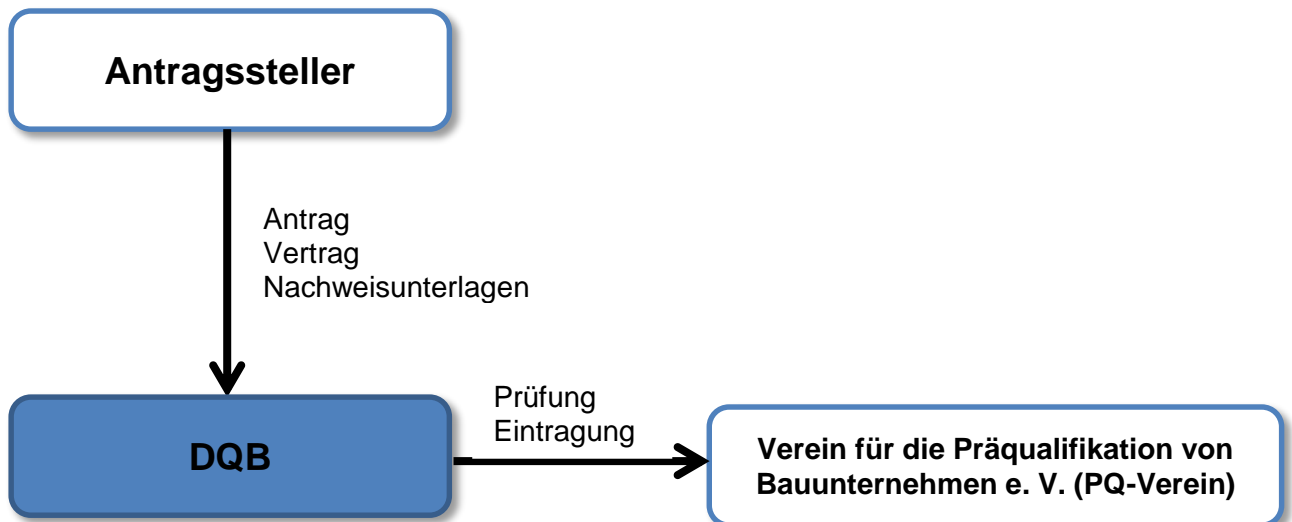 Antragssteller
Antrag
Vertrag
Nachweisunterlagen
DQB
Prüfung
Eintragung
Verein für die Präqualifikation von
Bauunternehmen e. V. (PQ-Verein)